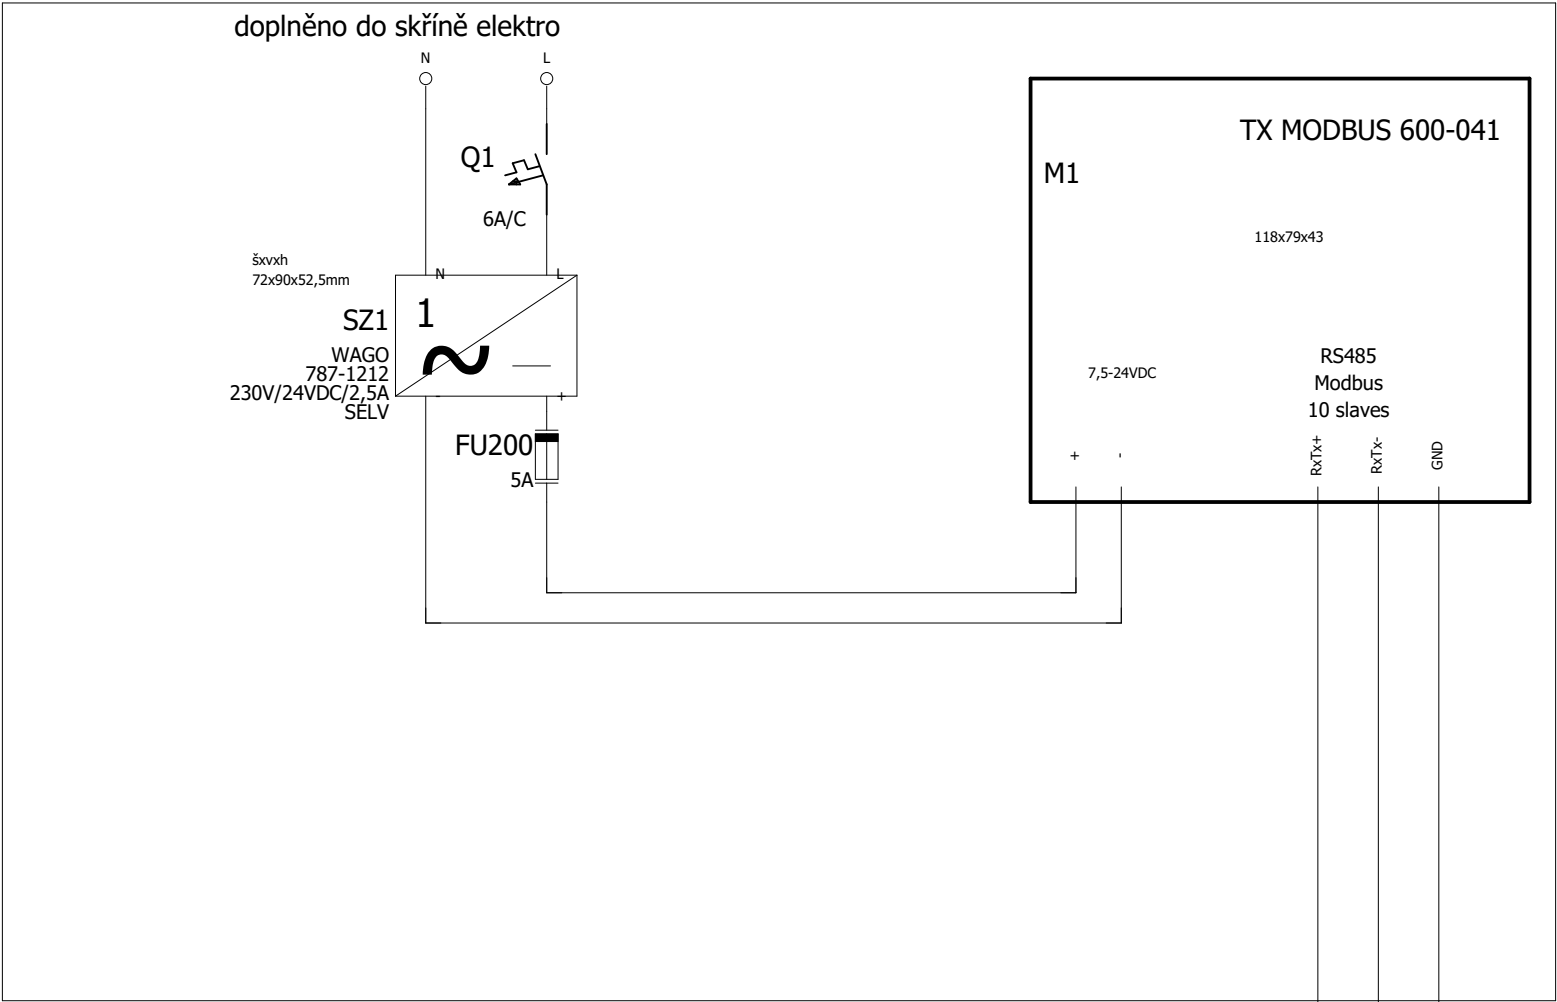 doplněno do skříně elektro
N
L
Q1
6A/C
šxvxh
72x90x52,5mm
N
L
SZ1
1
WAGO
787-1212
230V/24VDC/2,5A
SELV
-
+
FU200
5A
TX MODBUS 600-041
M1
118x79x43
7,5-24VDC
RS485
Modbus
10 slaves
+
-
RxTx+
RxTx-
GND